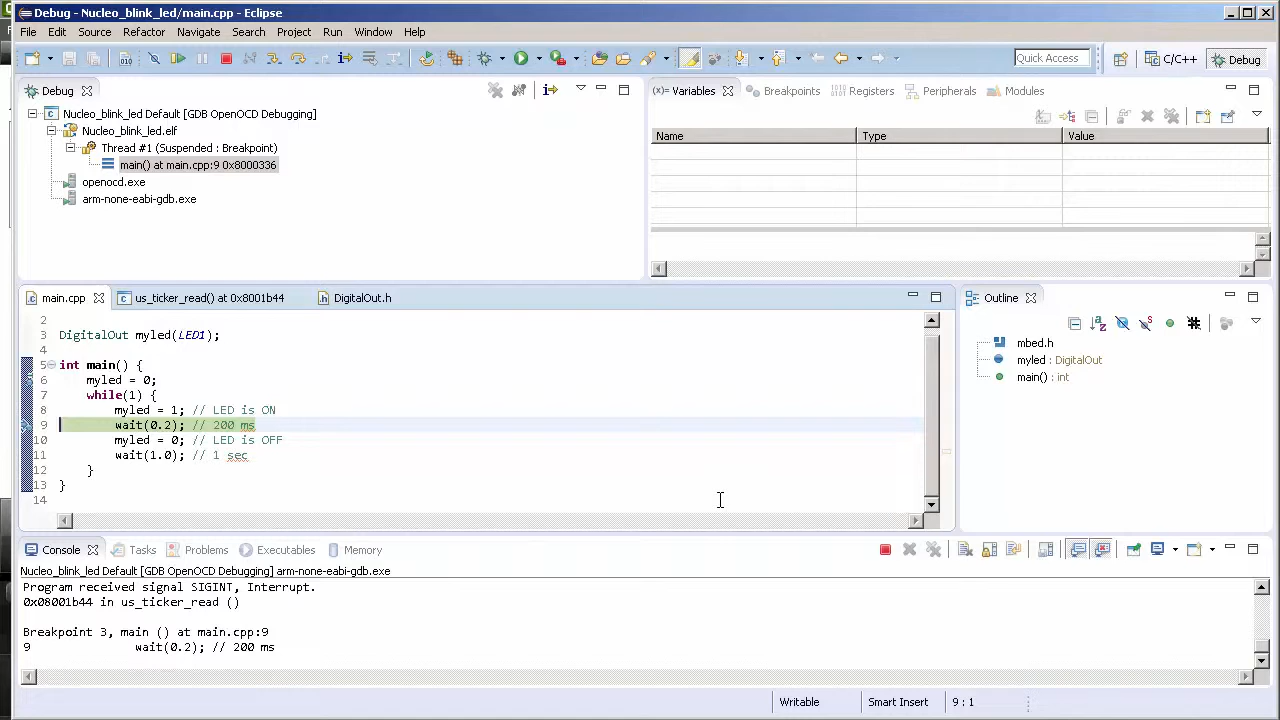 Debug - Nucleo_blink_led/main.cpp - Eclipse
File Edit Source Refactor Navigate Search Project Run Window Help
Quick Access C/C++ Debug
Debug
Nucleo_blink_led Default [GDB OpenOCD Debugging]
Nucleo_blink_led.elf
Thread #1 (Suspended : Breakpoint)
main() at main.cpp:9 0x8000336
openocd.exe
arm-none-eabi-gdb.exe
(x)= Variables Breakpoints Registers Peripherals Modules
Name Type Value
main.cpp us_ticker_read() at 0x8001b44 DigitalOut.h
2
3 DigitalOut myled(LED1);
4
5 int main() {
6 myled = 0;
7 while(1) {
8 myled = 1; // LED is ON
9 wait(0.2); // 200 ms
10 myled = 0; // LED is OFF
11 wait(1.0); // 1 sec
12 }
13 }
14
Outline
mbed.h
myled : DigitalOut
main() : int
Console Tasks Problems Executables Memory
Nucleo_blink_led Default [GDB OpenOCD Debugging] arm-none-eabi-gdb.exe
Program received signal SIGINT, Interrupt.
0x08001b44 in us_ticker_read ()
Breakpoint 3, main () at main.cpp:9
9 wait(0.2); // 200 ms
Writable Smart Insert 9 : 1